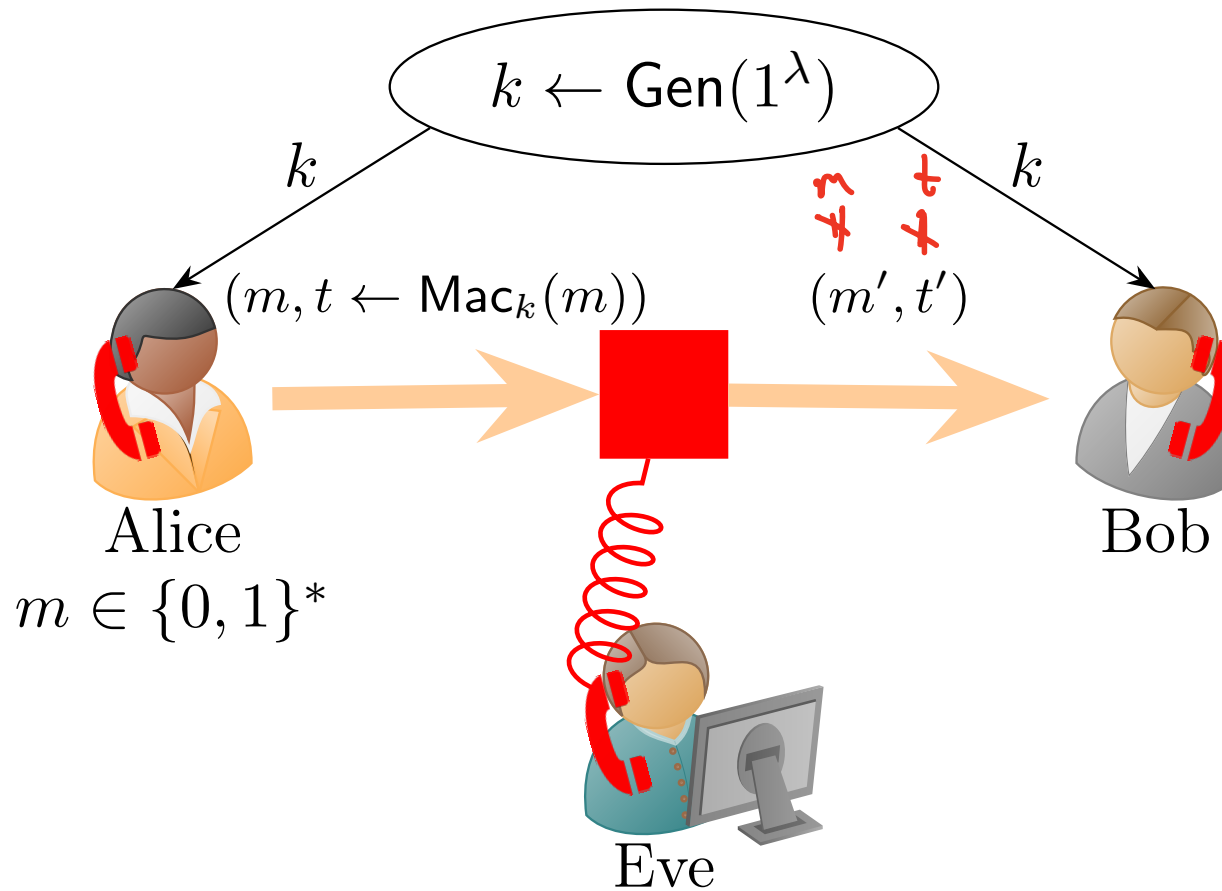 k ← Gen(1^λ)
k
k
m t
≠ ≠
(m, t ← Mac_k(m))
(m′, t′)
Alice
Bob
m ∈ {0, 1}*
Eve